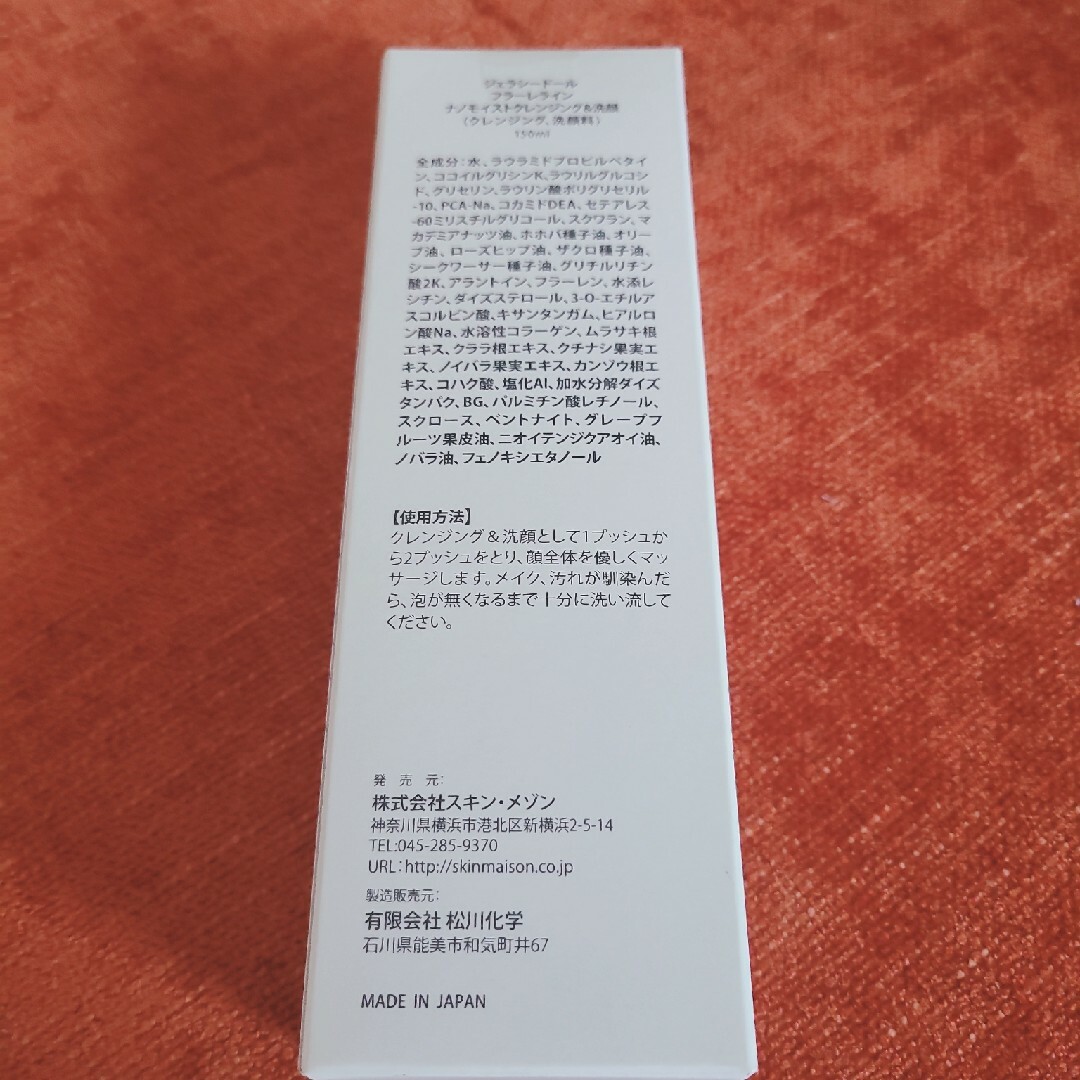 ジェラシードール
フラーレライン
ナノモイストクレンジング&洗顔
(クレンジング、洗顔料)
150ml
全成分:水、ラウラミドプロピルベタイ
ン、ココイルグリシンK、ラウリルグルコシ
ド、グリセリン、ラウリン酸ポリグリセリル
-10、PCA-Na、コカミドDEA、セテアレス
-60ミリスチルグリコール、スクワラン、マ
カデミアナッツ油、ホホバ種子油、オリー
ブ油、ローズヒップ油、ザクロ種子油、
シークワーサー種子油、グリチルリチン
酸2K、アラントイン、フラーレン、水添レ
シチン、ダイズステロール、3-O-エチルア
スコルビン酸、キサンタンガム、ヒアルロ
ン酸Na、水溶性コラーゲン、ムラサキ根
エキス、クララ根エキス、クチナシ果実エ
キス、ノイバラ果実エキス、カンゾウ根エ
キス、コハク酸、塩化Al、加水分解ダイズ
タンパク、BG、パルミチン酸レチノール、
スクロース、ベントナイト、グレープフ
ルーツ果皮油、ニオイテンジクアオイ油、
ノバラ油、フェノキシエタノール
【使用方法】
クレンジング&洗顔として1プッシュか
ら2プッシュをとり、顔全体を優しくマッ
サージします。メイク、汚れが馴染んだ
ら、泡が無くなるまで十分に洗い流して
ください。
発 売 元:
株式会社スキン・メゾン
神奈川県横浜市港北区新横浜2-5-14
TEL:045-285-9370
URL:http://skinmaison.co.jp
製造販売元:
有限会社 松川化学
石川県能美市和気町井67
MADE IN JAPAN